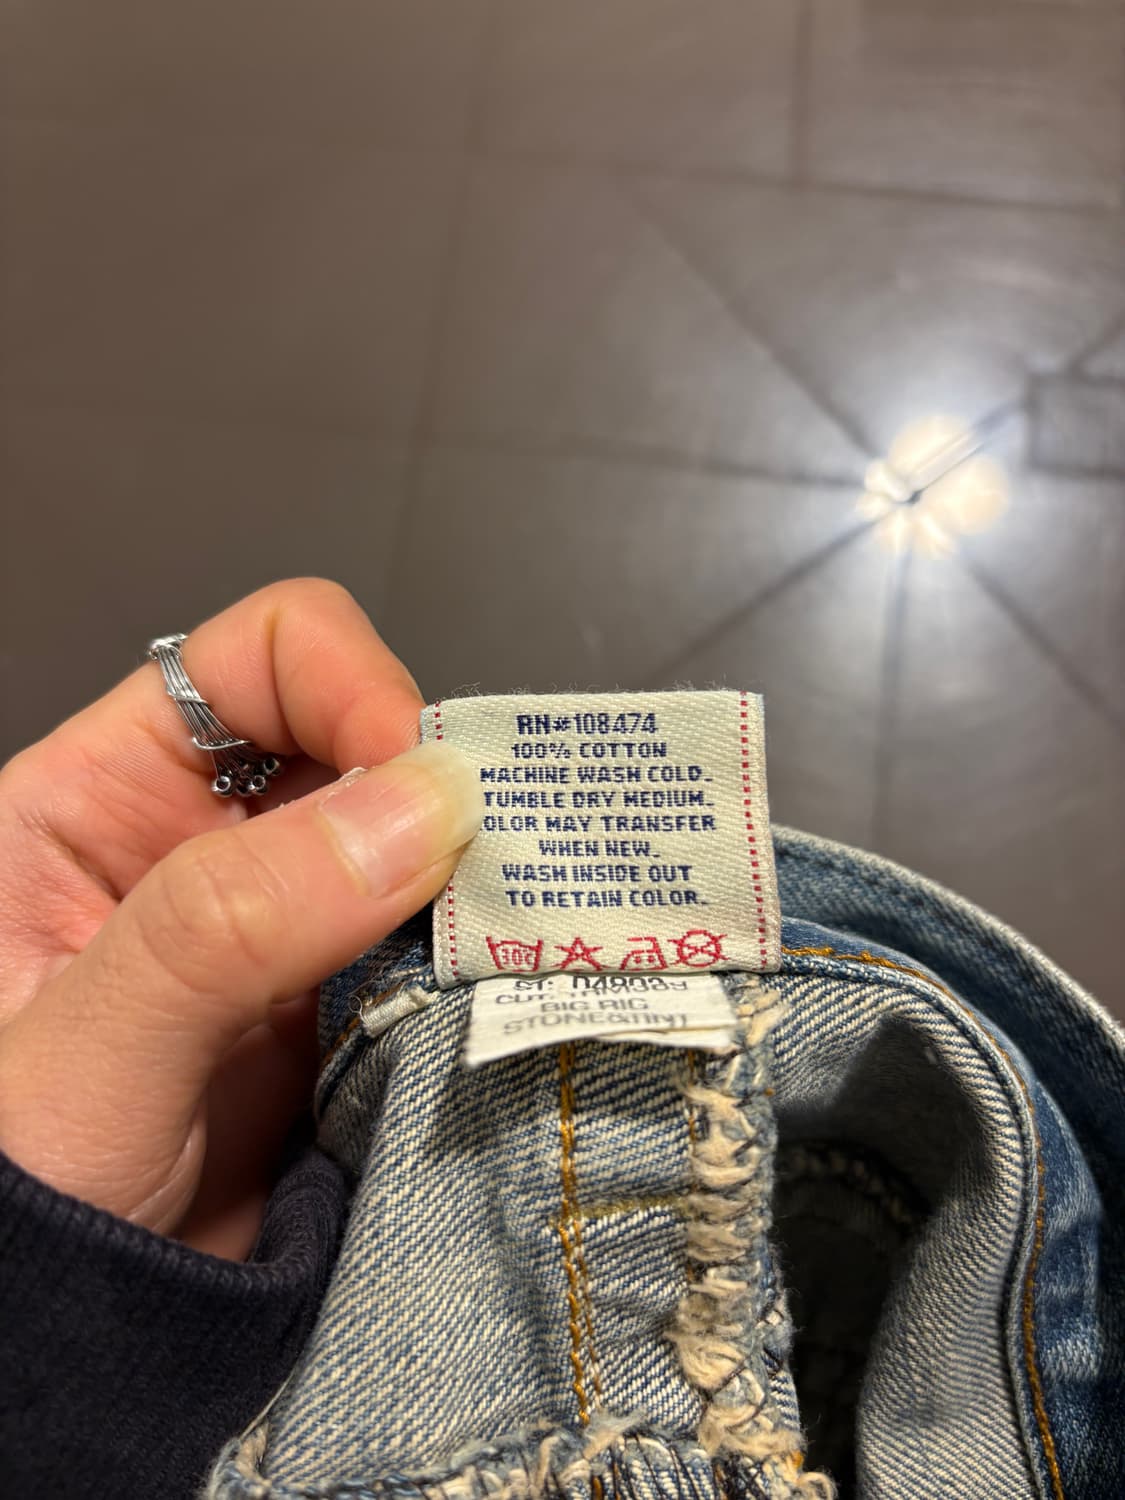 RN#108474
100% COTTON
MACHINE WASH COLD.
TUMBLE DRY MEDIUM.
OLOR MAY TRANSFER
WHEN NEW.
WASH INSIDE OUT
TO RETAIN COLOR.
30c
BIG RIG